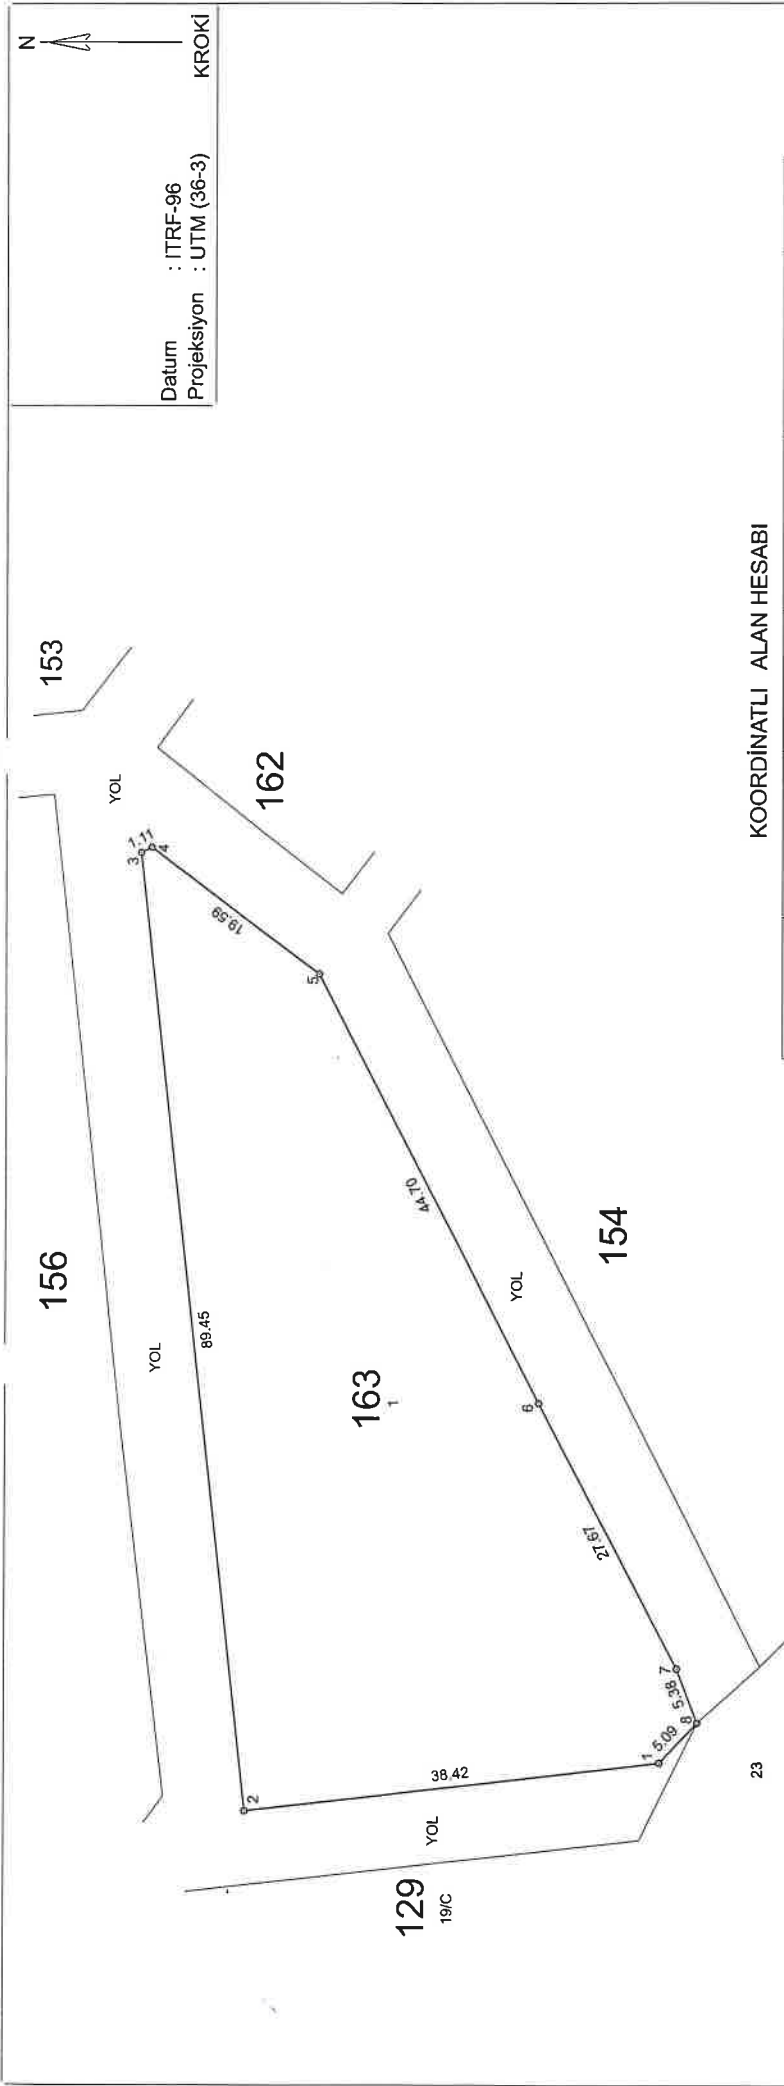 N
KROKİ
Datum : ITRF-96
Projeksiyon : UTM (36-3)
153
YOL
162
156
YOL
3
1.11
4
19.59
5
89.45
44.70
163
1
YOL
154
6
27.67
7
5.36
8
5.09
1
38.42
2
YOL
129
19/C
23
KOORDİNATLI ALAN HESABI